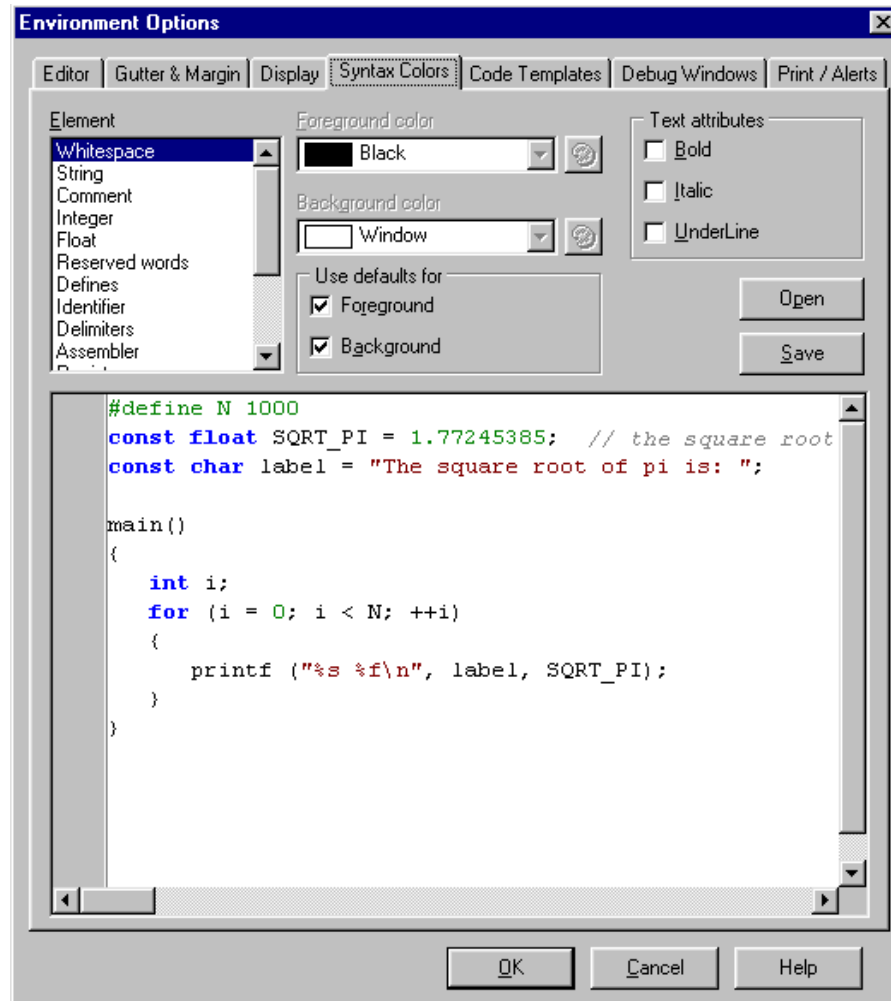 Environment Options
Editor
Gutter & Margin
Display
Syntax Colors
Code Templates
Debug Windows
Print / Alerts
Element
Whitespace
String
Comment
Integer
Float
Reserved words
Defines
Identifier
Delimiters
Assembler
Foreground color
Black
Background color
Window
Use defaults for
Foreground
Background
Text attributes
Bold
Italic
UnderLine
Open
Save
#define N 1000
const float SQRT_PI = 1.77245385;  // the square root
const char label = "The square root of pi is: ";
main()
{
   int i;
   for (i = 0; i < N; ++i)
   {
      printf ("%s %f\n", label, SQRT_PI);
   }
}
OK
Cancel
Help